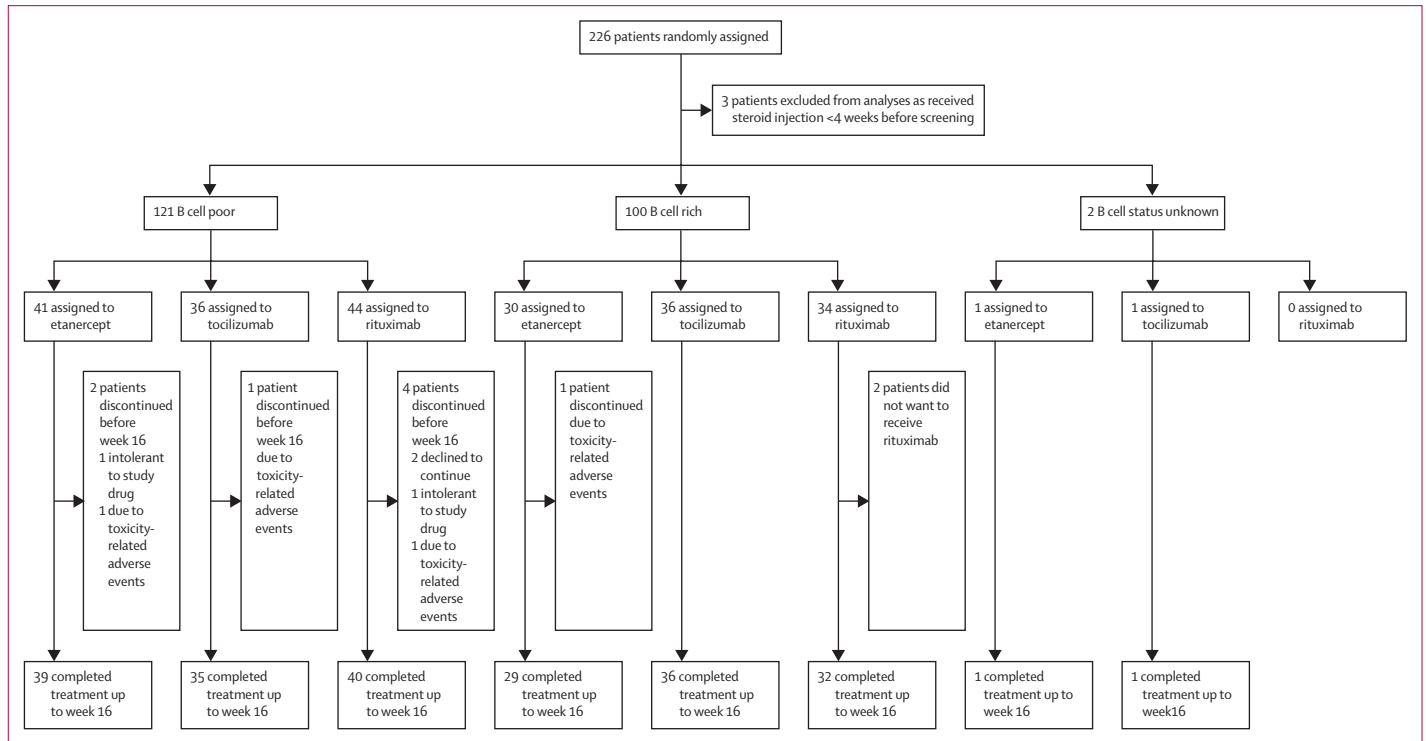 226 patients randomly assigned
3 patients excluded from analyses as received
steroid injection <4 weeks before screening
121 B cell poor
100 B cell rich
2 B cell status unknown
41 assigned to
etanercept
36 assigned to
tocilizumab
44 assigned to
rituximab
30 assigned to
etanercept
36 assigned to
tocilizumab
34 assigned to
rituximab
1 assigned to
etanercept
1 assigned to
tocilizumab
0 assigned to
rituximab
2 patients
discontinued
before
week 16
1 intolerant
to study
drug
1 due to
toxicity-
related
adverse
events
1 patient
discontinued
before
week 16
due to
toxicity-
related
adverse
events
4 patients
discontinued
before
week 16
2 declined to
continue
1 intolerant
to study
drug
1 due to
toxicity-
related
adverse
events
1 patient
discontinued
due to
toxicity-
related
adverse
events
2 patients did
not want to
receive
rituximab
39 completed
treatment up
to week 16
35 completed
treatment up
to week 16
40 completed
treatment up
to week 16
29 completed
treatment up
to week 16
36 completed
treatment up
to week 16
32 completed
treatment up
to week 16
1 completed
treatment up to
week 16
1 completed
treatment up to
week16